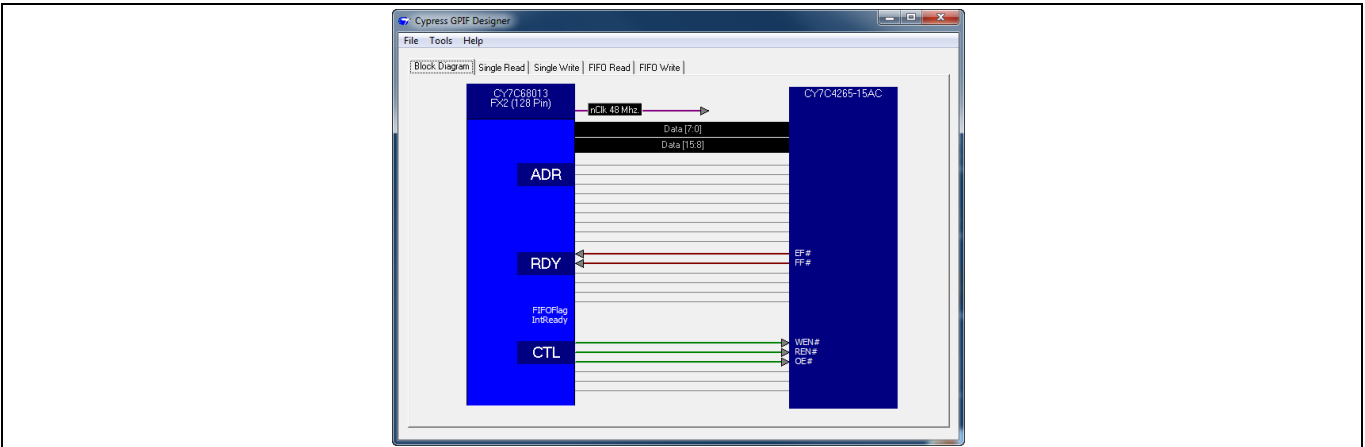 Cypress GPIF Designer
File Tools Help
Block Diagram Single Read Single Write FIFO Read FIFO Write
CY7C68013
FX2 (128 Pin)
nClk 48 Mhz.
CY7C4265-15AC
Data [7:0]
Data [15:8]
ADR
RDY
EF#
FF#
FIFOFlag
IntReady
CTL
WEN#
REN#
OE#